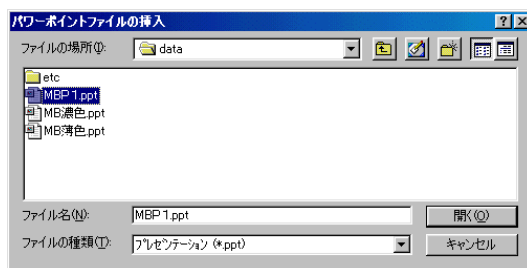 パワーポイントファイルの挿入
ファイルの場所(I):
data
etc
MBP1.ppt
MB濃色.ppt
MB薄色.ppt
ファイル名(N):
MBP1.ppt
開く(O)
ファイルの種類(T):
プレゼンテーション (*.ppt)
キャンセル